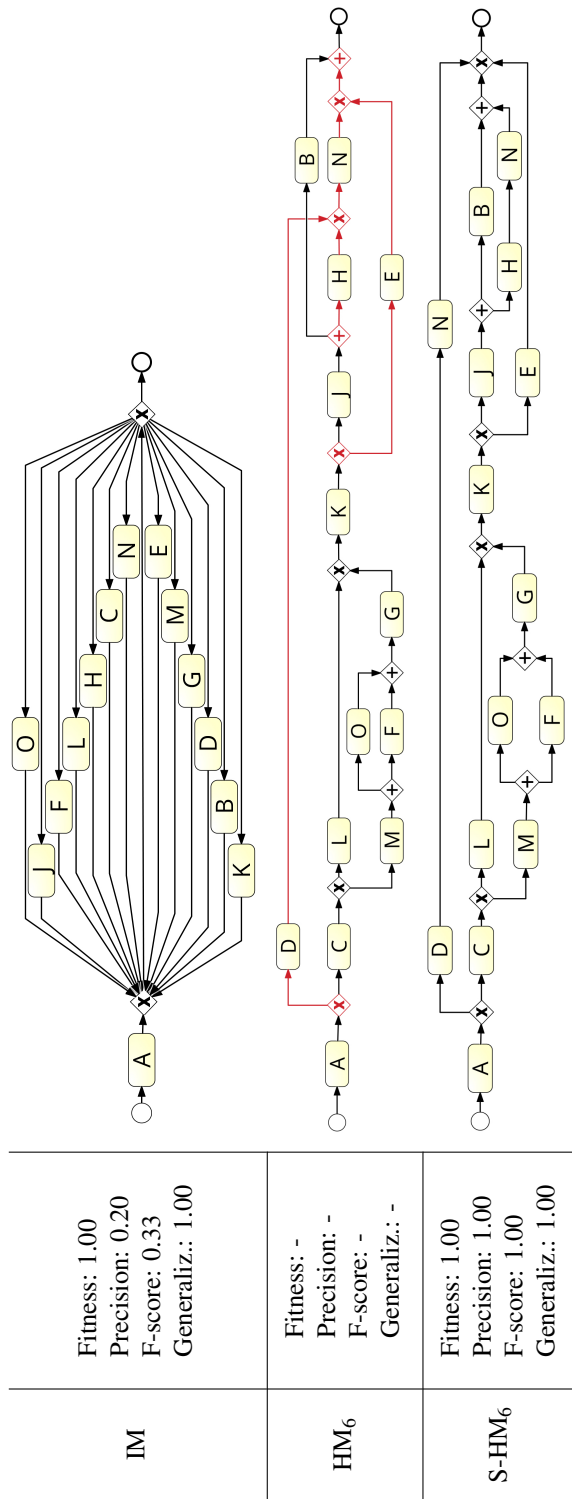 IM
Fitness: 1.00
Precision: 0.20
F-score: 0.33
Generaliz.: 1.00
A
O
J
F
L
H
C
N
E
M
G
D
B
K
HM6
Fitness: -
Precision: -
F-score: -
Generaliz.: -
A
D
C
L
M
O
F
G
K
J
H
B
N
E
S-HM6
Fitness: 1.00
Precision: 1.00
F-score: 1.00
Generaliz.: 1.00
A
D
C
L
M
O
F
G
K
J
E
N
B
H
N